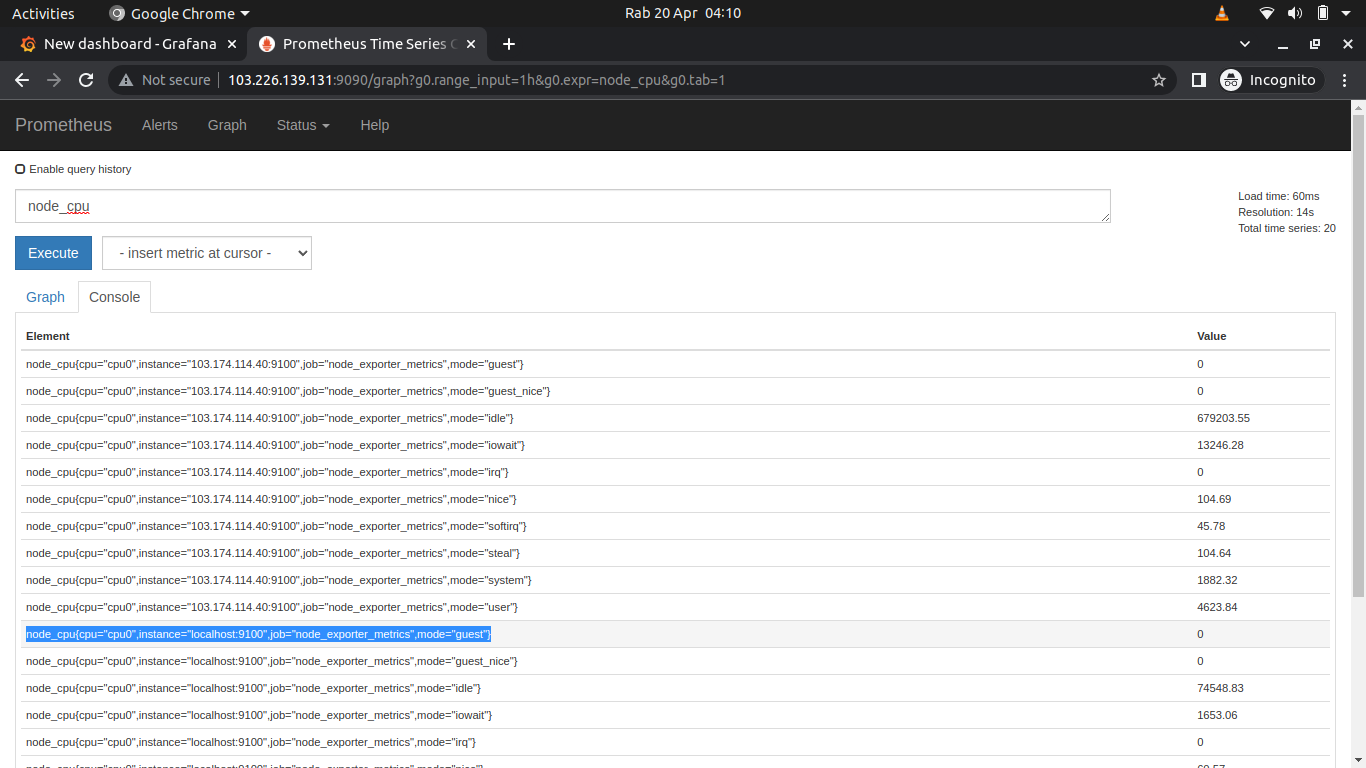 Activities Google Chrome Rab 20 Apr 04:10
New dashboard - Grafana Prometheus Time Series
Not secure 103.226.139.131:9090/graph?g0.range_input=1h&g0.expr=node_cpu&g0.tab=1 Incognito
Prometheus Alerts Graph Status Help
Enable query history
node_cpu
Load time: 60ms
Resolution: 14s
Total time series: 20
Execute - insert metric at cursor -
Graph Console
Element Value
node_cpu{cpu="cpu0",instance="103.174.114.40:9100",job="node_exporter_metrics",mode="guest"} 0
node_cpu{cpu="cpu0",instance="103.174.114.40:9100",job="node_exporter_metrics",mode="guest_nice"} 0
node_cpu{cpu="cpu0",instance="103.174.114.40:9100",job="node_exporter_metrics",mode="idle"} 679203.55
node_cpu{cpu="cpu0",instance="103.174.114.40:9100",job="node_exporter_metrics",mode="iowait"} 13246.28
node_cpu{cpu="cpu0",instance="103.174.114.40:9100",job="node_exporter_metrics",mode="irq"} 0
node_cpu{cpu="cpu0",instance="103.174.114.40:9100",job="node_exporter_metrics",mode="nice"} 104.69
node_cpu{cpu="cpu0",instance="103.174.114.40:9100",job="node_exporter_metrics",mode="softirq"} 45.78
node_cpu{cpu="cpu0",instance="103.174.114.40:9100",job="node_exporter_metrics",mode="steal"} 104.64
node_cpu{cpu="cpu0",instance="103.174.114.40:9100",job="node_exporter_metrics",mode="system"} 1882.32
node_cpu{cpu="cpu0",instance="103.174.114.40:9100",job="node_exporter_metrics",mode="user"} 4623.84
node_cpu{cpu="cpu0",instance="localhost:9100",job="node_exporter_metrics",mode="guest"} 0
node_cpu{cpu="cpu0",instance="localhost:9100",job="node_exporter_metrics",mode="guest_nice"} 0
node_cpu{cpu="cpu0",instance="localhost:9100",job="node_exporter_metrics",mode="idle"} 74548.83
node_cpu{cpu="cpu0",instance="localhost:9100",job="node_exporter_metrics",mode="iowait"} 1653.06
node_cpu{cpu="cpu0",instance="localhost:9100",job="node_exporter_metrics",mode="irq"} 0